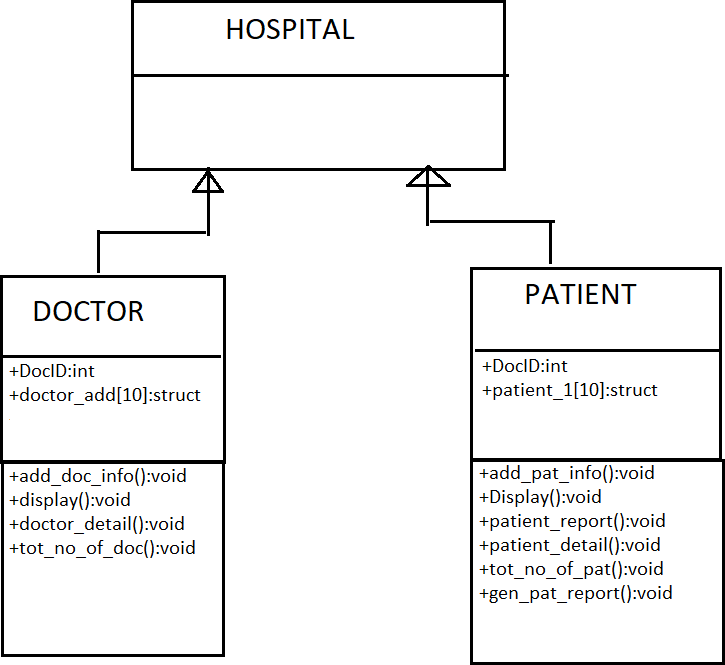 HOSPITAL
DOCTOR
+DocID:int
+doctor_add[10]:struct
+add_doc_info():void
+display():void
+doctor_detail():void
+tot_no_of_doc():void
PATIENT
+DocID:int
+patient_1[10]:struct
+add_pat_info():void
+Display():void
+patient_report():void
+patient_detail():void
+tot_no_of_pat():void
+gen_pat_report():void